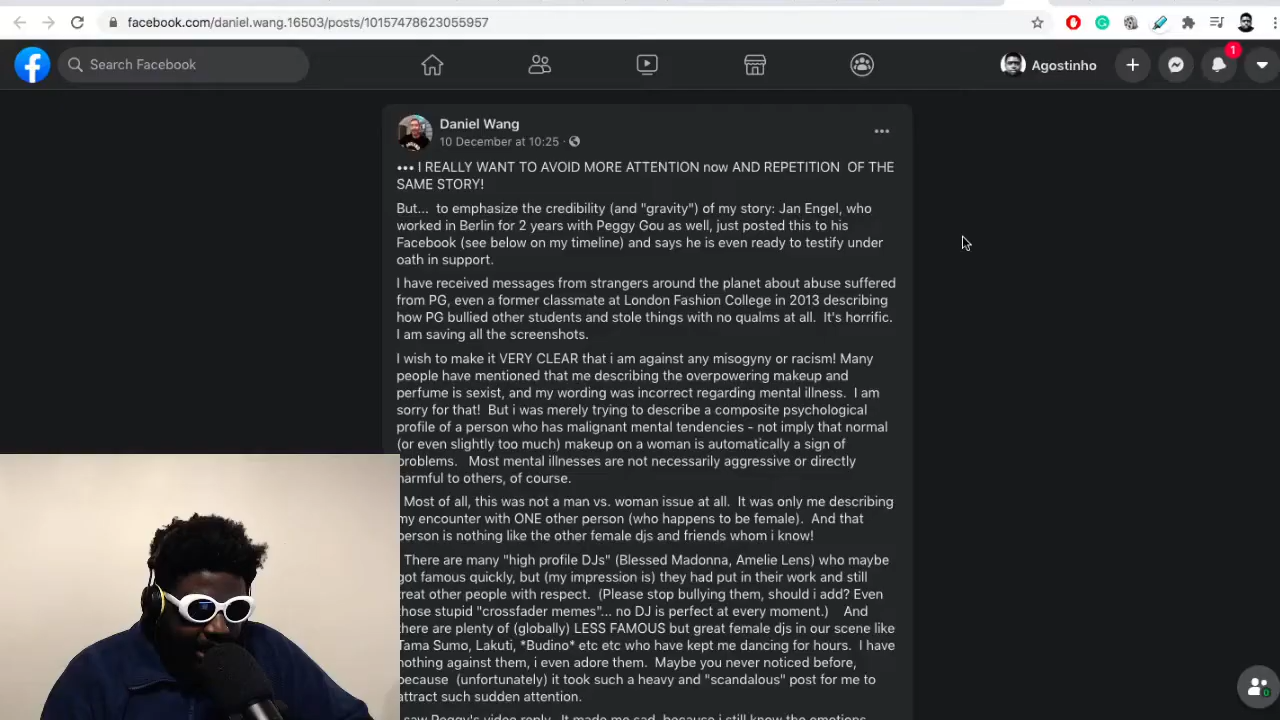 facebook.com/daniel.wang.16503/posts/10157478623055957
Search Facebook
Agostinho
1
Daniel Wang
10 December at 10:25 ·
••• I REALLY WANT TO AVOID MORE ATTENTION now AND REPETITION OF THE
SAME STORY!
But... to emphasize the credibility (and "gravity") of my story: Jan Engel, who
worked in Berlin for 2 years with Peggy Gou as well, just posted this to his
Facebook (see below on my timeline) and says he is even ready to testify under
oath in support.
I have received messages from strangers around the planet about abuse suffered
from PG, even a former classmate at London Fashion College in 2013 describing
how PG bullied other students and stole things with no qualms at all. It's horrific.
I am saving all the screenshots.
I wish to make it VERY CLEAR that i am against any misogyny or racism! Many
people have mentioned that me describing the overpowering makeup and
perfume is sexist, and my wording was incorrect regarding mental illness. I am
sorry for that! But i was merely trying to describe a composite psychological
profile of a person who has malignant mental tendencies - not imply that normal
(or even slightly too much) makeup on a woman is automatically a sign of
problems. Most mental illnesses are not necessarily aggressive or directly
harmful to others, of course.
Most of all, this was not a man vs. woman issue at all. It was only me describing
my encounter with ONE other person (who happens to be female). And that
person is nothing like the other female djs and friends whom i know!
There are many "high profile DJs" (Blessed Madonna, Amelie Lens) who maybe
got famous quickly, but (my impression is) they had put in their work and still
treat other people with respect. (Please stop bullying them, should i add? Even
those stupid "crossfader memes"... no DJ is perfect at every moment.) And
there are plenty of (globally) LESS FAMOUS but great female djs in our scene like
Tama Sumo, Lakuti, *Budino* etc etc who have kept me dancing for hours. I have
nothing against them, i even adore them. Maybe you never noticed before,
because (unfortunately) it took such a heavy and "scandalous" post for me to
attract such sudden attention.
saw Peggy's video reply. It made me sad, because i still know the emotions
0